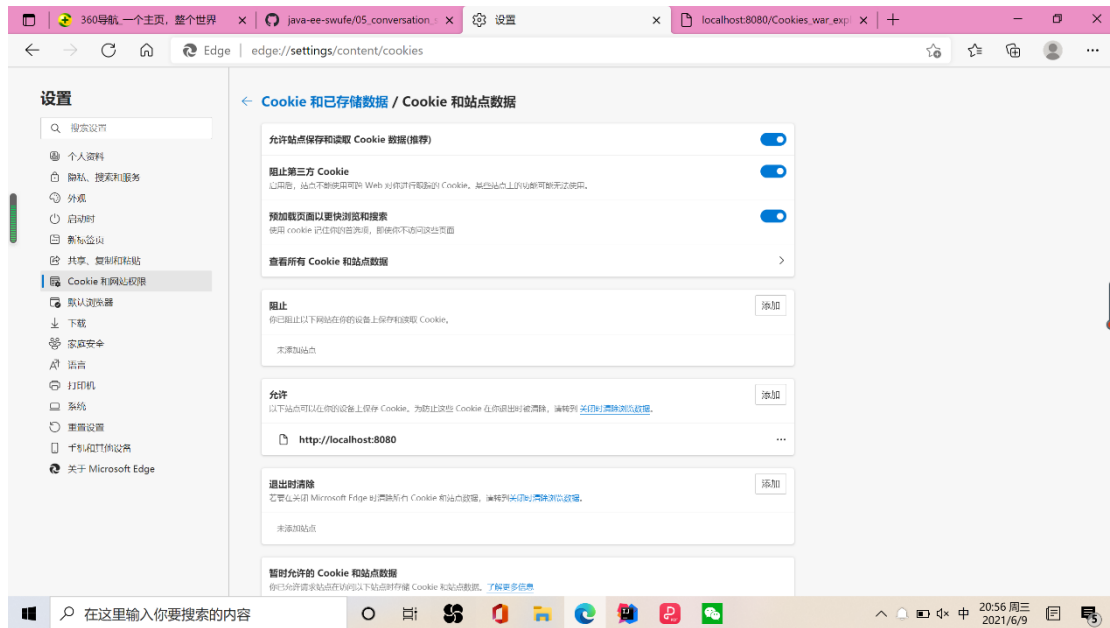 360导航_一个主页，整个世界
java-ee-swufe/05_conversation_s
设置
localhost:8080/Cookies_war_expl
Edge
edge://settings/content/cookies
设置
搜索设置
个人资料
隐私、搜索和服务
外观
启动时
新标签页
共享、复制和粘贴
Cookie 和网站权限
默认浏览器
下载
家庭安全
语言
打印机
系统
重置设置
手机和其他设备
关于 Microsoft Edge
Cookie 和已存储数据 / Cookie 和站点数据
允许站点保存和读取 Cookie 数据(推荐)
阻止第三方 Cookie
启用后，站点不能使用可跨 Web 对你进行跟踪的 Cookie。某些站点上的功能可能无法使用。
预加载页面以更快浏览和搜索
使用 cookie 记住你的首选项，即使你不访问这些页面
查看所有 Cookie 和站点数据
阻止
添加
你已阻止以下网站在你的设备上保存和读取 Cookie。
未添加站点
允许
添加
以下站点可以在你的设备上保存 Cookie。为防止这些 Cookie 在你退出时被清除，请转到 关闭时清除浏览数据。
http://localhost:8080
退出时清除
添加
若要在关闭 Microsoft Edge 时清除所有 Cookie 和站点数据，请转到关闭时清除浏览数据。
未添加站点
暂时允许的 Cookie 和站点数据
你已允许请求站点在访问以下站点时存储 Cookie 和站点数据。了解更多信息
在这里输入你要搜索的内容
中
20:56 周三
2021/6/9
5